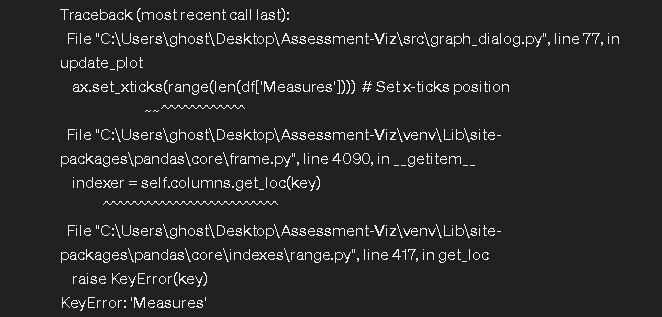 Traceback (most recent call last):
File "C:\Users\ghost\Desktop\Assessment-Viz\src\graph_dialog.py", line 77, in
update_plot
ax.set_xticks(range(len(df['Measures']))) # Set x-ticks position
~~^^^^^^^^^^^^
File "C:\Users\ghost\Desktop\Assessment-Viz\venv\Lib\site-
packages\pandas\core\frame.py", line 4090, in __getitem__
indexer = self.columns.get_loc(key)
^^^^^^^^^^^^^^^^^^^^^^^^^
File "C:\Users\ghost\Desktop\Assessment-Viz\venv\Lib\site-
packages\pandas\core\indexes\range.py", line 417, in get_loc
raise KeyError(key)
KeyError: 'Measures'